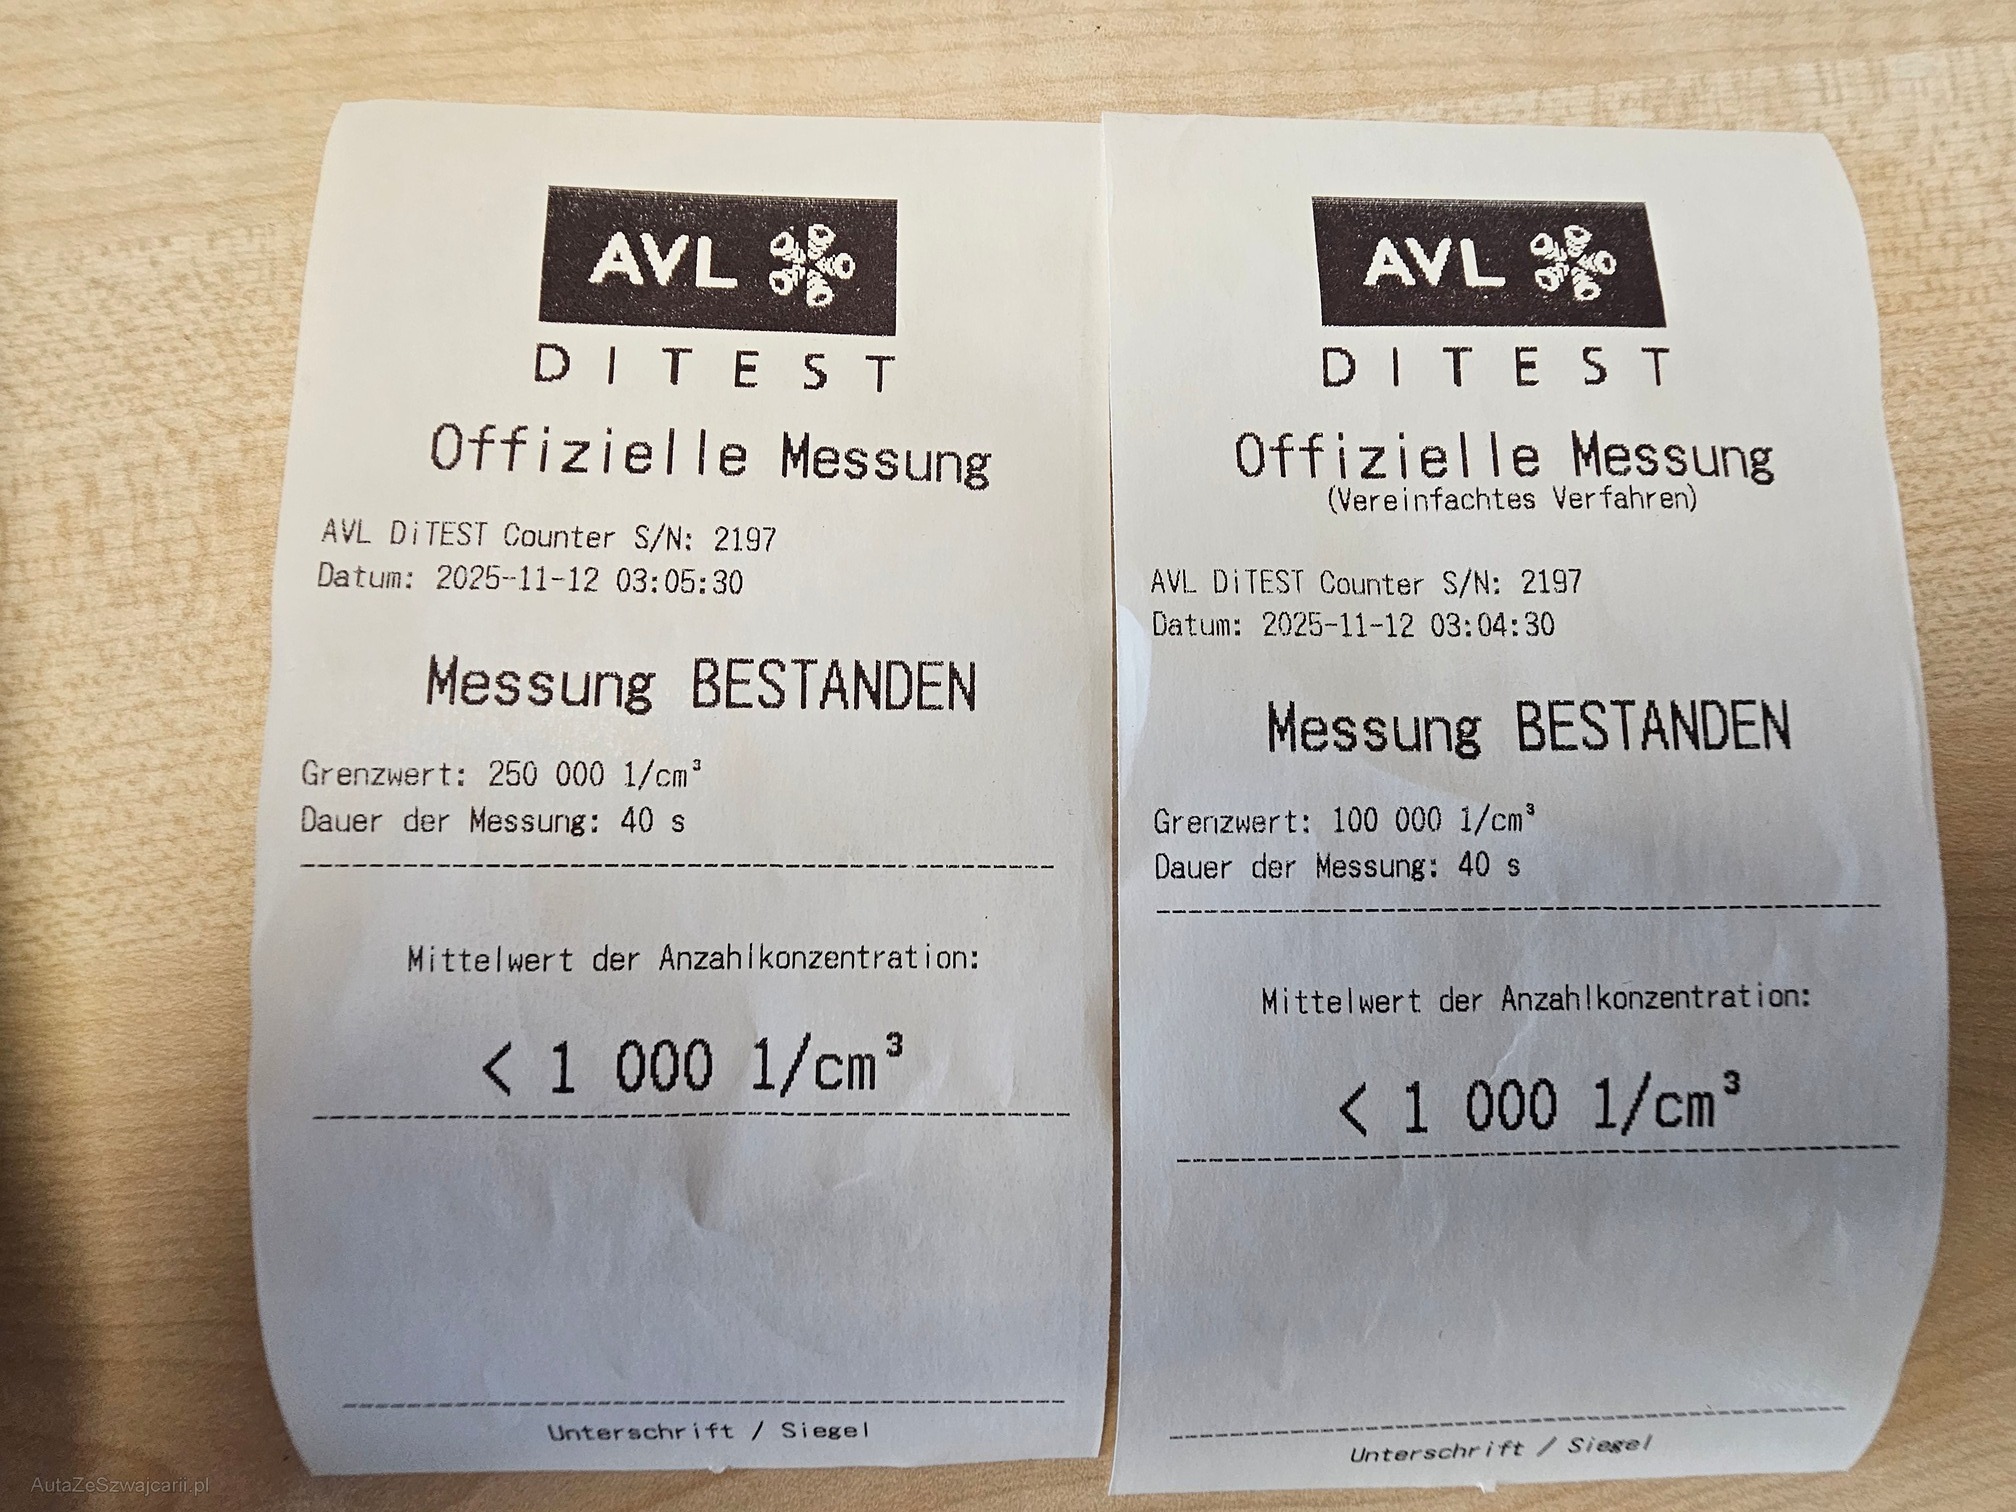 AVL
DITEST
Offizielle Messung
AVL DiTEST Counter S/N: 2197
Datum: 2025-11-12 03:05:30
Messung BESTANDEN
Grenzwert: 250 000 1/cm³
Dauer der Messung: 40 s
Mittelwert der Anzahlkonzentration:
< 1 000 1/cm³
Unterschrift / Siegel
AVL
DITEST
Offizielle Messung
(Vereinfachtes Verfahren)
AVL DiTEST Counter S/N: 2197
Datum: 2025-11-12 03:04:30
Messung BESTANDEN
Grenzwert: 100 000 1/cm³
Dauer der Messung: 40 s
Mittelwert der Anzahlkonzentration:
< 1 000 1/cm³
Unterschrift / Siegel
AutaZeSzwajcarii.pl